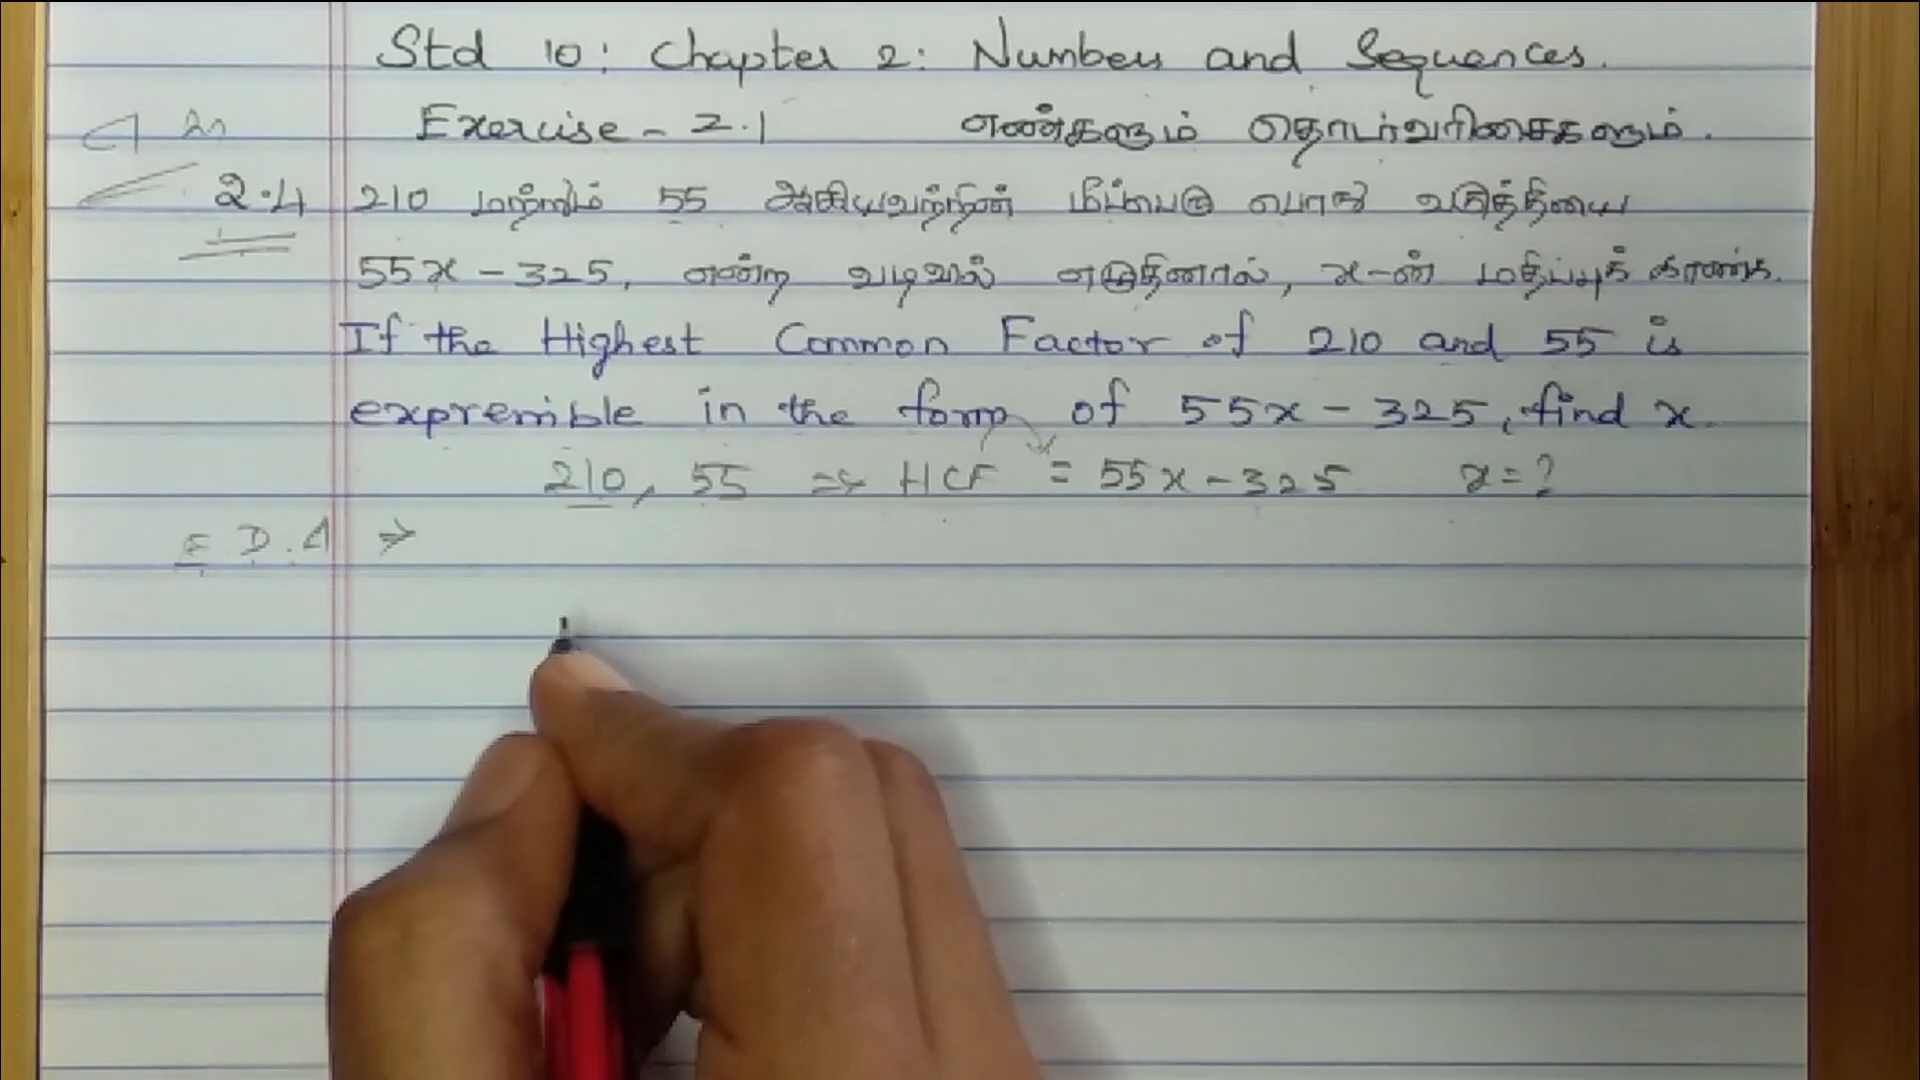 Std 10: Chapter 2: Numbers and Sequences.
Exercise - 2.1 எண்களும் தொடர்வரிசைகளும்.
2.4 210 மற்றும் 55 ஆகியவற்றின் மீப்பெரு பொது வகுத்தியை
55x - 325, என்ற வடிவில் எழுதினால், x-ன் மதிப்புக் காண்க.
If the Highest Common Factor of 210 and 55 is
expressible in the form of 55x - 325, find x.
210, 55 ⇒ HCF = 55x - 325 x = ?
E.D.A ⇒